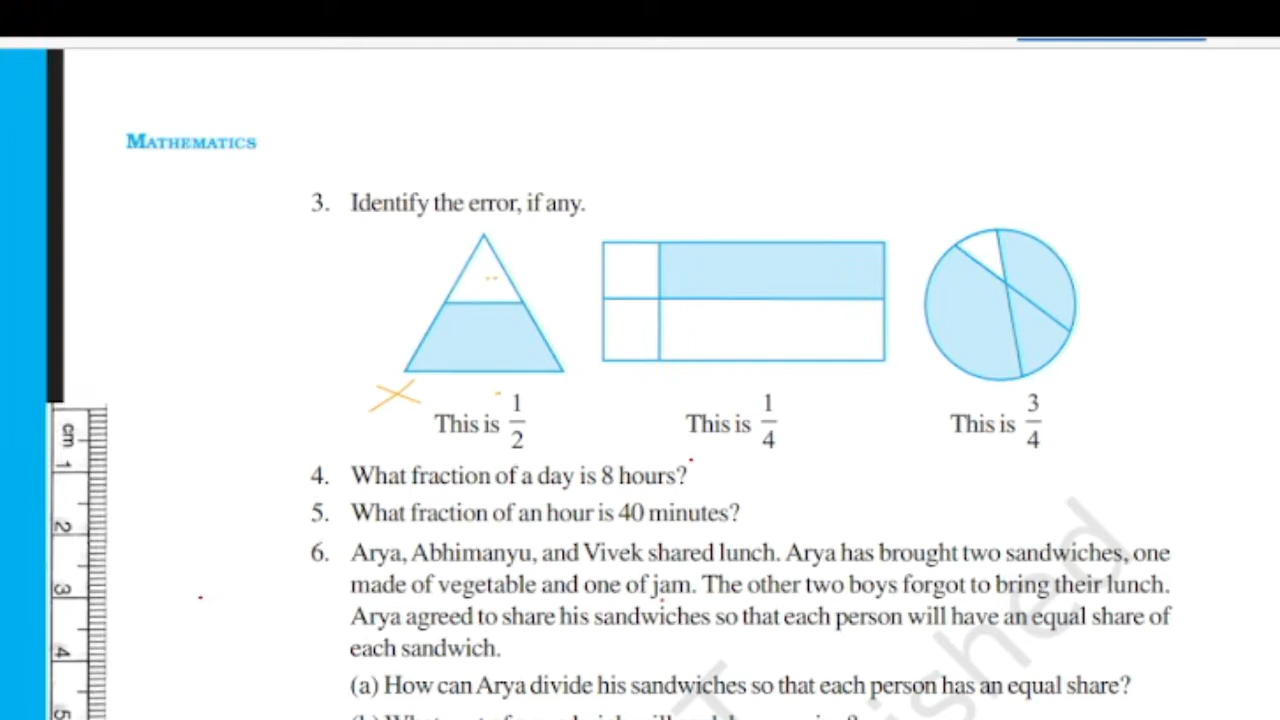 MATHEMATICS
3. Identify the error, if any.
This is 1/2 This is 1/4 This is 3/4
4. What fraction of a day is 8 hours?
5. What fraction of an hour is 40 minutes?
6. Arya, Abhimanyu, and Vivek shared lunch. Arya has brought two sandwiches, one
made of vegetable and one of jam. The other two boys forgot to bring their lunch.
Arya agreed to share his sandwiches so that each person will have an equal share of
each sandwich.
(a) How can Arya divide his sandwiches so that each person has an equal share?
cm 1
2
3
4
5